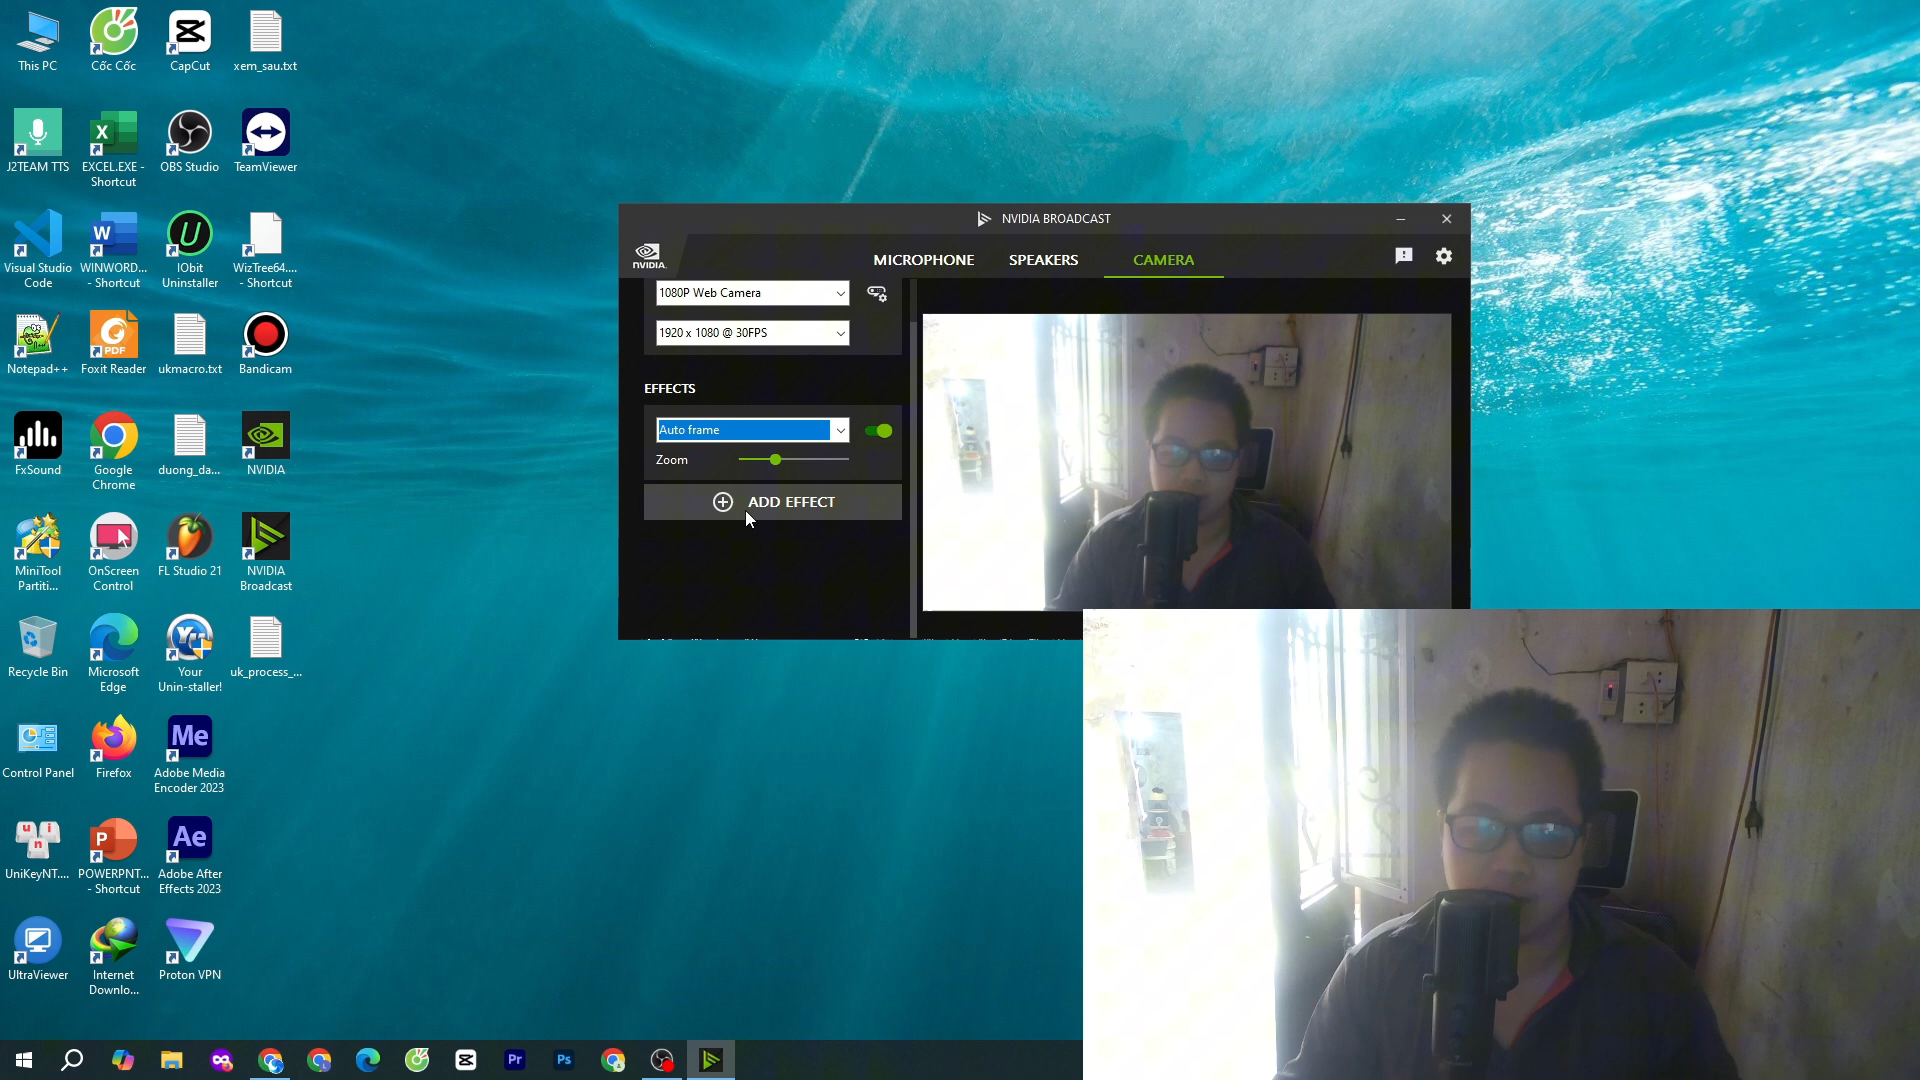 This PC
Cốc Cốc
CapCut
xem_sau.txt
J2TEAM TTS
EXCEL.EXE -
Shortcut
OBS Studio
TeamViewer
Visual Studio
Code
WINWORD...
- Shortcut
IObit
Uninstaller
WizTree64....
- Shortcut
Notepad++
Foxit Reader
ukmacro.txt
Bandicam
FxSound
Google
Chrome
duong_da...
NVIDIA
MiniTool
Partiti...
OnScreen
Control
FL Studio 21
NVIDIA
Broadcast
Recycle Bin
Microsoft
Edge
Your
Unin-staller!
uk_process_...
Control Panel
Firefox
Adobe Media
Encoder 2023
UniKeyNT....
POWERPNT...
- Shortcut
Adobe After
Effects 2023
UltraViewer
Internet
Downlo...
Proton VPN
NVIDIA BROADCAST
NVIDIA.
MICROPHONE
SPEAKERS
CAMERA
1080P Web Camera
1920 x 1080 @ 30FPS
EFFECTS
Auto frame
Zoom
ADD EFFECT